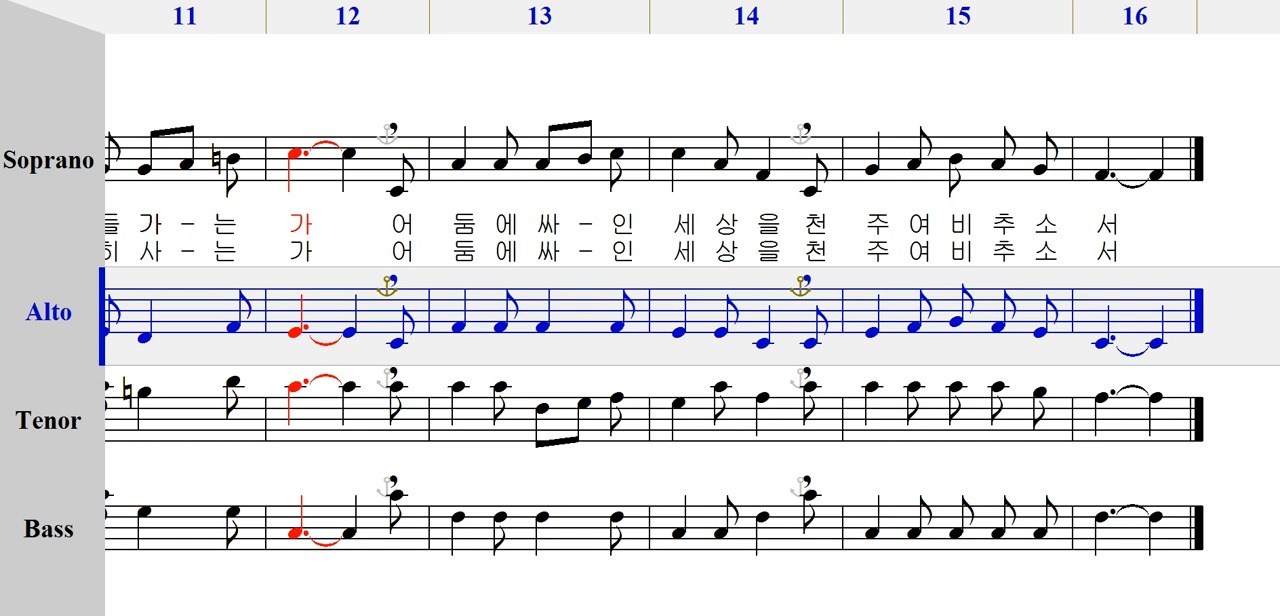 11 12 13 14 15 16
Soprano
가 - 는 가 어 둠 에 싸 - 인 세 상 을 천 주 여 비 추 소 서
히 사 - 는 가 어 둠 에 싸 - 인 세 상 을 천 주 여 비 추 소 서
Alto
Tenor
Bass